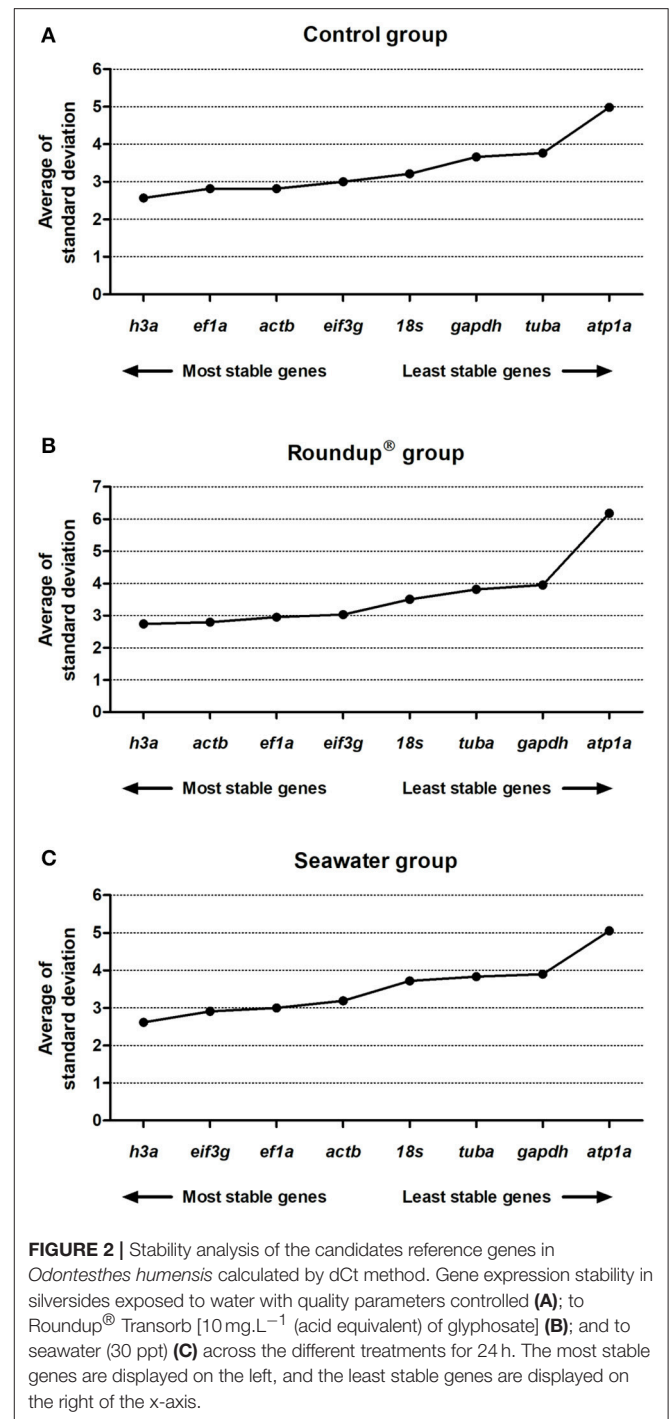 A
Control group
Average of
standard deviation
6
5
4
3
2
1
0
h3a ef1a actb eif3g 18s gapdh tuba atp1a
Most stable genes Least stable genes
B
Roundup® group
Average of
standard deviation
7
6
5
4
3
2
1
0
h3a actb ef1a eif3g 18s tuba gapdh atp1a
Most stable genes Least stable genes
C
Seawater group
Average of
standard deviation
6
5
4
3
2
1
0
h3a eif3g ef1a actb 18s tuba gapdh atp1a
Most stable genes Least stable genes
FIGURE 2 | Stability analysis of the candidates reference genes in
Odontesthes humensis calculated by dCt method. Gene expression stability in
silversides exposed to water with quality parameters controlled (A); to
Roundup® Transorb [10 mg.L−1 (acid equivalent) of glyphosate] (B); and to
seawater (30 ppt) (C) across the different treatments for 24 h. The most stable
genes are displayed on the left, and the least stable genes are displayed on
the right of the x-axis.